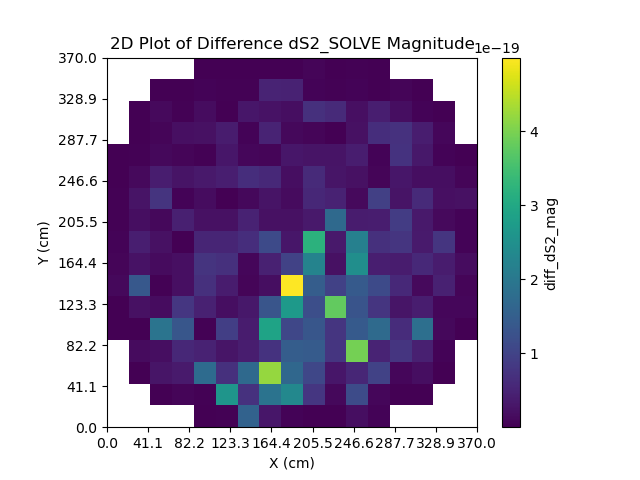 2D Plot of Difference dS2_SOLVE Magnitude
1e−19
370.0
328.9
287.7
246.6
205.5
164.4
123.3
82.2
41.1
0.0
Y (cm)
0.0 41.1 82.2 123.3 164.4 205.5 246.6 287.7 328.9 370.0
X (cm)
4
3
2
1
diff_dS2_mag